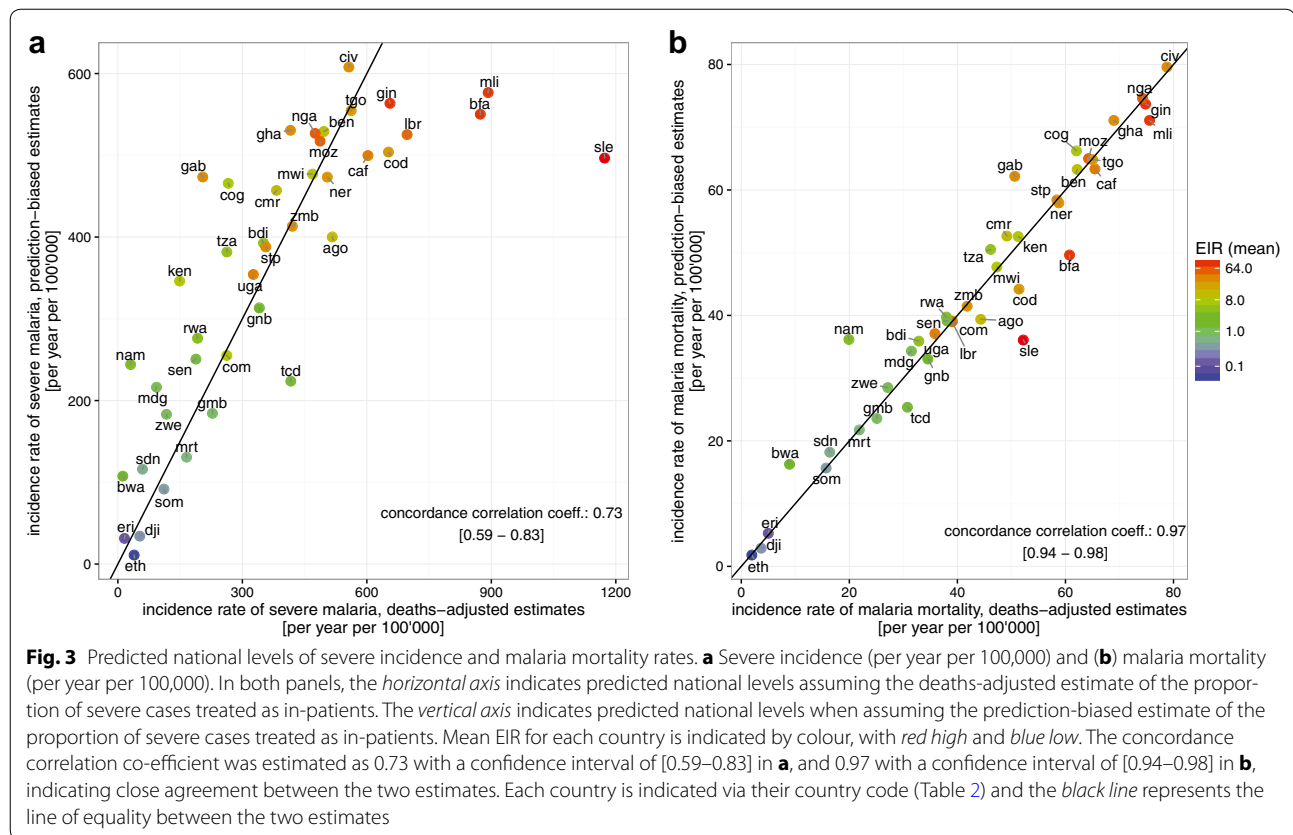 a
incidence rate of severe malaria, prediction−biased estimates
[per year per 100'000]
600
400
200
0
civ
mli
gin
tgo
nga
ben
bfa
gha
lbr
moz
sle
gab
caf
cod
mwi
cog
ner
cmr
zmb
bdi
tza
ago
stp
ken
uga
gnb
rwa
nam
sen
com
tcd
mdg
gmb
zwe
mrt
sdn
bwa
som
eri
dji
eth
concordance correlation coeff.: 0.73
[0.59 − 0.83]
0
300
600
900
1200
incidence rate of severe malaria, deaths−adjusted estimates
[per year per 100'000]
b
incidence rate of malaria mortality, prediction−biased estimates
[per year per 100'000]
80
60
40
20
0
civ
nga
gin
gha
mli
cog
moz
tgo
gab
ben
caf
stp
ner
cmr
ken
tza
bfa
mwi
cod
zmb
rwa
nam
sen
com
ago
bdi
uga
lbr
sle
mdg
gnb
zwe
gmb
tcd
mrt
sdn
bwa
som
eri
dji
eth
concordance correlation coeff.: 0.97
[0.94 − 0.98]
20
40
60
80
incidence rate of malaria mortality, deaths−adjusted estimates
[per year per 100'000]
EIR (mean)
64.0
8.0
1.0
0.1
Fig. 3 Predicted national levels of severe incidence and malaria mortality rates. a Severe incidence (per year per 100,000) and (b) malaria mortality
(per year per 100,000). In both panels, the horizontal axis indicates predicted national levels assuming the deaths-adjusted estimate of the propor-
tion of severe cases treated as in-patients. The vertical axis indicates predicted national levels when assuming the prediction-biased estimate of the
proportion of severe cases treated as in-patients. Mean EIR for each country is indicated by colour, with red high and blue low. The concordance
correlation co-efficient was estimated as 0.73 with a confidence interval of [0.59–0.83] in a, and 0.97 with a confidence interval of [0.94–0.98] in b,
indicating close agreement between the two estimates. Each country is indicated via their country code (Table 2) and the black line represents the
line of equality between the two estimates